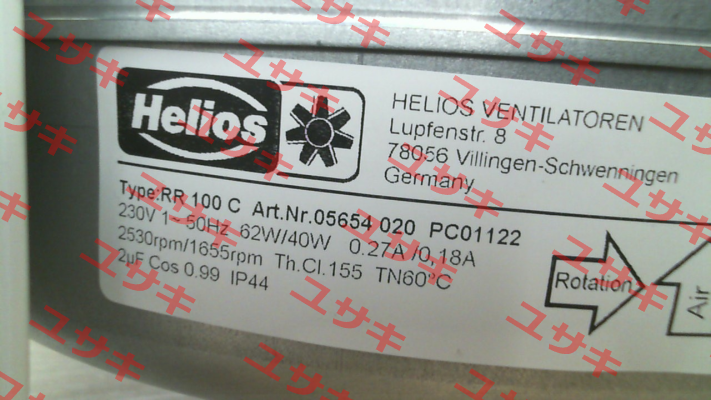 Helios
HELIOS VENTILATOREN
Lupfenstr. 8
78056 Villingen-Schwenningen
Germany
Type:RR 100 C Art.Nr.05654 020 PC01122
230V 1~ 50Hz 62W/40W 0.27A /0,18A
2530rpm/1655rpm Th.Cl.155 TN60°C
2µF Cos 0.99 IP44
Rotation
Air
ユサキ